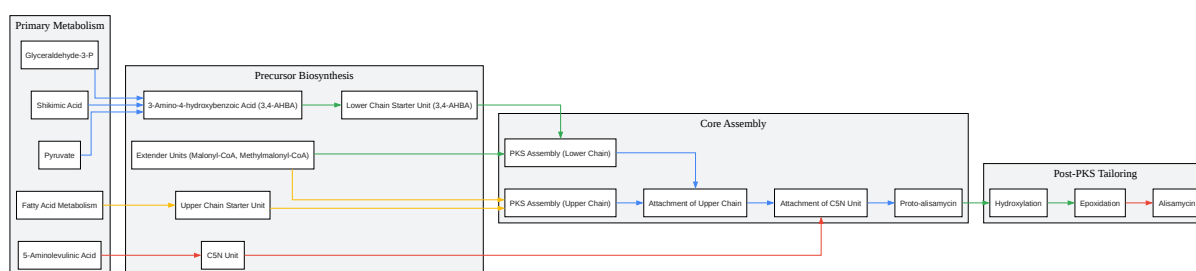 Primary Metabolism
Glyceraldehyde-3-P
Shikimic Acid
Pyruvate
Fatty Acid Metabolism
5-Aminolevulinic Acid
Precursor Biosynthesis
3-Amino-4-hydroxybenzoic Acid (3,4-AHBA)
Lower Chain Starter Unit (3,4-AHBA)
Extender Units (Malonyl-CoA, Methylmalonyl-CoA)
Upper Chain Starter Unit
C5N Unit
Core Assembly
PKS Assembly (Lower Chain)
PKS Assembly (Upper Chain)
Attachment of Upper Chain
Attachment of C5N Unit
Proto-alisamycin
Post-PKS Tailoring
Hydroxylation
Epoxidation
Alisamycin